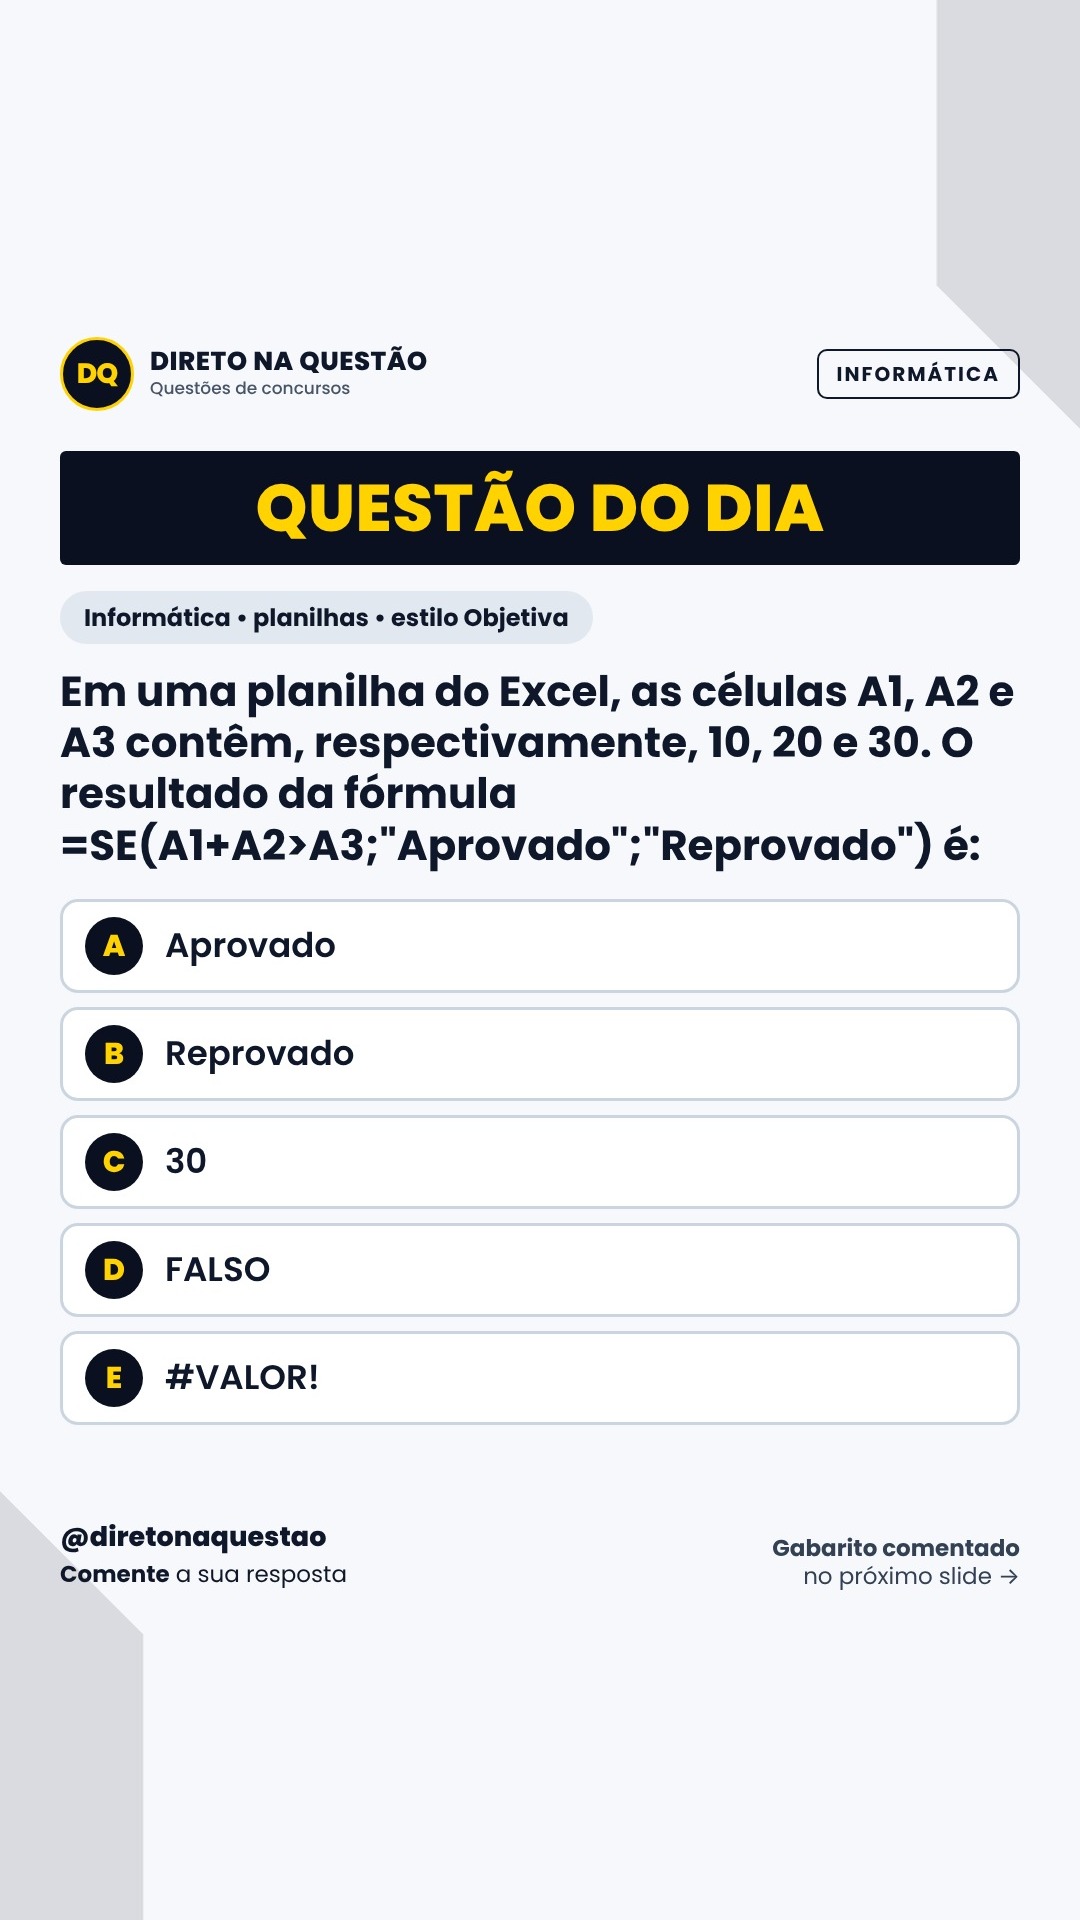 DQ
DIRETO NA QUESTÃO
Questões de concursos
INFORMÁTICA
QUESTÃO DO DIA
Informática • planilhas • estilo Objetiva
Em uma planilha do Excel, as células A1, A2 e
A3 contêm, respectivamente, 10, 20 e 30. O
resultado da fórmula
=SE(A1+A2>A3;"Aprovado";"Reprovado") é:
A Aprovado
B Reprovado
C 30
D FALSO
E #VALOR!
@diretonaquestao
Comente a sua resposta
Gabarito comentado
no próximo slide →